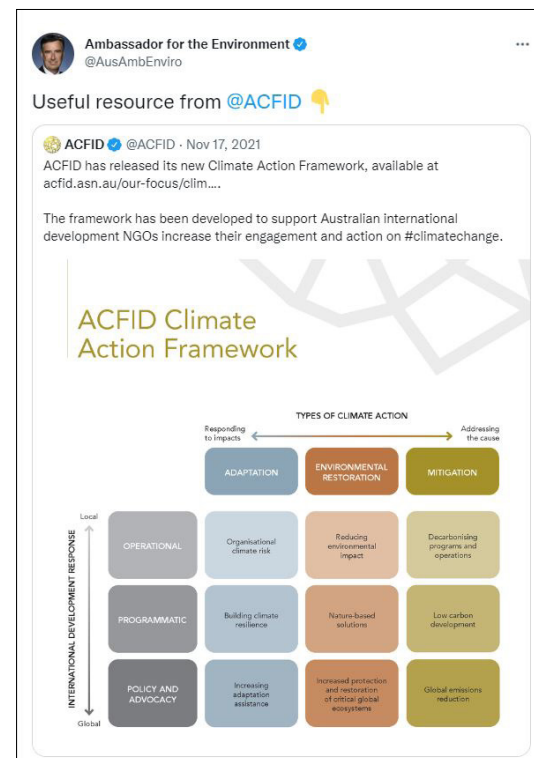 Ambassador for the Environment
@AusAmbEnviro
Useful resource from @ACFID
ACFID @ACFID · Nov 17, 2021
ACFID has released its new Climate Action Framework, available at
acfid.asn.au/our-focus/clim….
The framework has been developed to support Australian international
development NGOs increase their engagement and action on #climatechange.
ACFID Climate
Action Framework
TYPES OF CLIMATE ACTION
Responding
to impacts
Addressing
the cause
ADAPTATION
ENVIRONMENTAL
RESTORATION
MITIGATION
INTERNATIONAL DEVELOPMENT RESPONSE
Local
OPERATIONAL
Organisational
climate risk
Reducing
environmental
impact
Decarbonising
programs and
operations
PROGRAMMATIC
Building climate
resilience
Nature-based
solutions
Low carbon
development
POLICY AND
ADVOCACY
Increasing
adaptation
assistance
Increased protection
and restoration
of critical global
ecosystems
Global emissions
reduction
Global